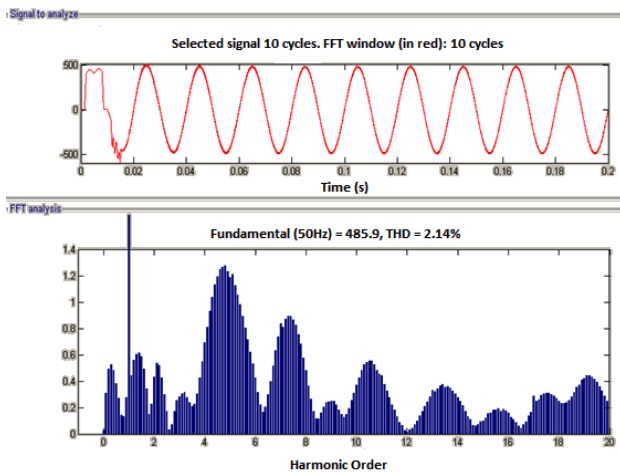 Signal to analyze
Selected signal 10 cycles. FFT window (in red): 10 cycles
500
0
-500
0 0.02 0.04 0.06 0.08 0.1 0.12 0.14 0.16 0.18 0.2
Time (s)
FFT analysis
Fundamental (50Hz) = 485.9, THD = 2.14%
1.4
1.2
1
0.8
0.6
0.4
0.2
0
0 2 4 6 8 10 12 14 16 18 20
Harmonic Order